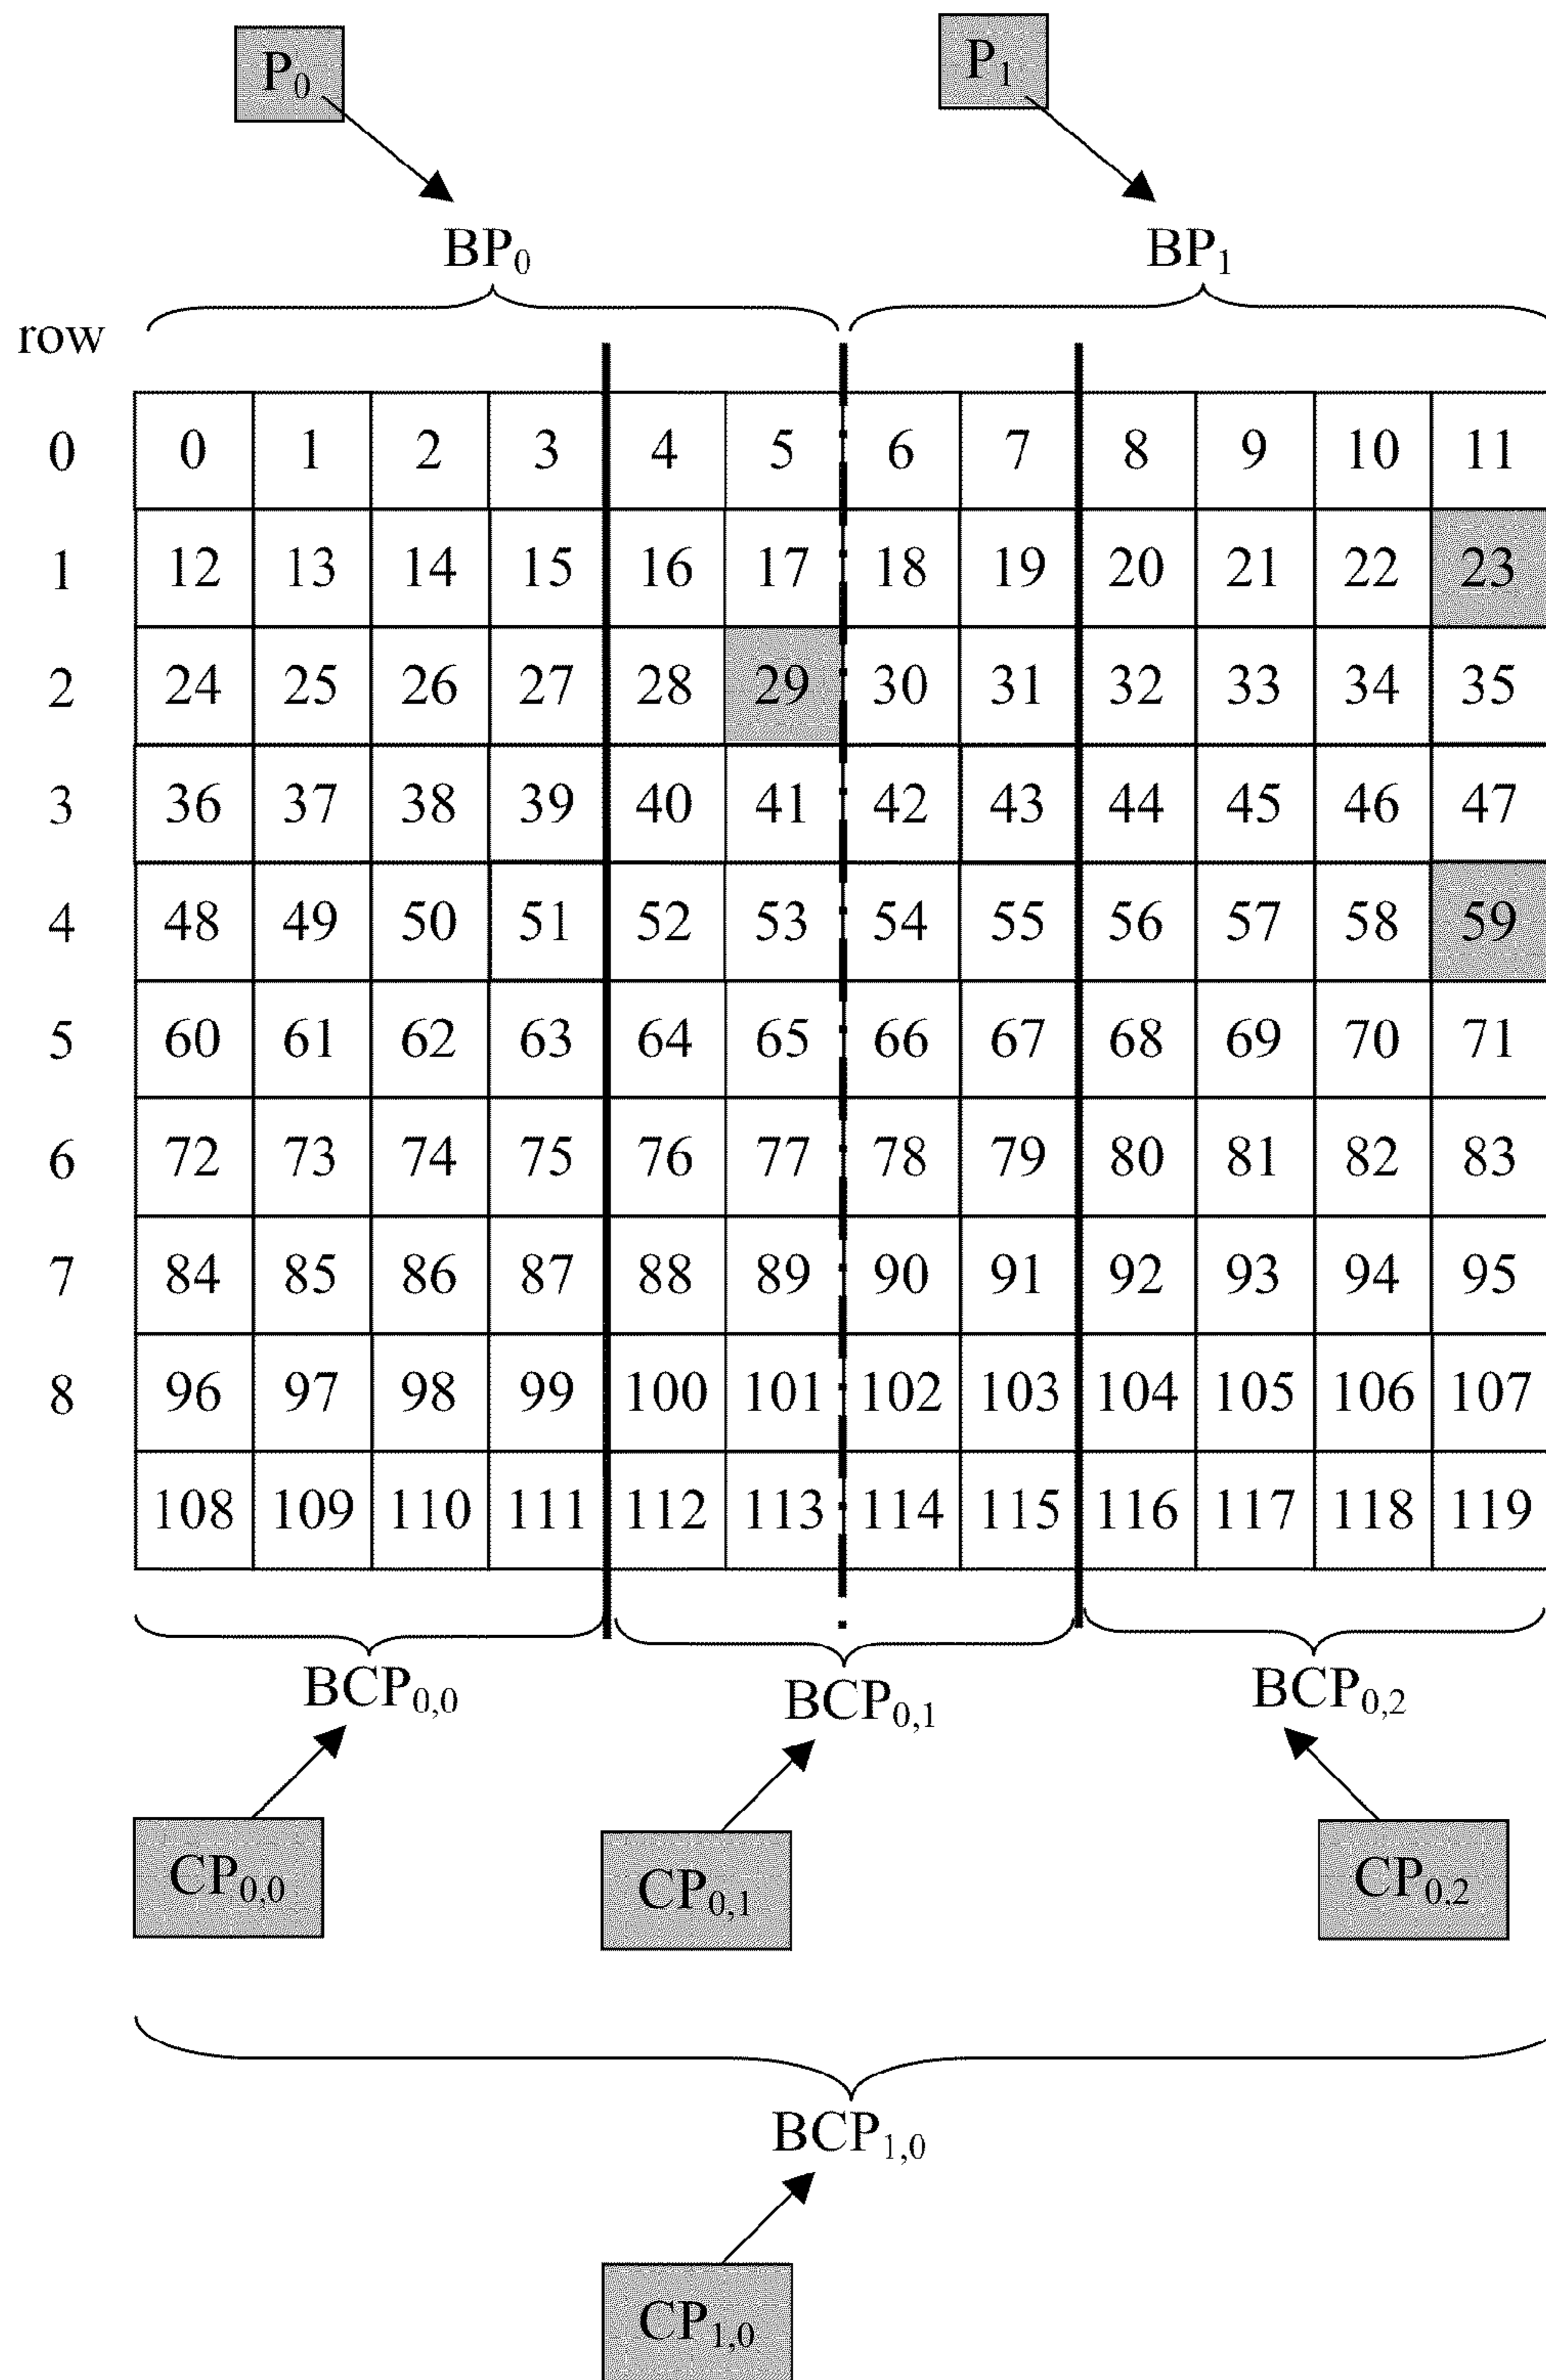 P₀ P₁
BP₀ BP₁
row
0 0 1 2 3 4 5 6 7 8 9 10 11
1 12 13 14 15 16 17 18 19 20 21 22 23
2 24 25 26 27 28 29 30 31 32 33 34 35
3 36 37 38 39 40 41 42 43 44 45 46 47
4 48 49 50 51 52 53 54 55 56 57 58 59
5 60 61 62 63 64 65 66 67 68 69 70 71
6 72 73 74 75 76 77 78 79 80 81 82 83
7 84 85 86 87 88 89 90 91 92 93 94 95
8 96 97 98 99 100 101 102 103 104 105 106 107
108 109 110 111 112 113 114 115 116 117 118 119
BCP₀,₀ BCP₀,₁ BCP₀,₂
CP₀,₀ CP₀,₁ CP₀,₂
BCP₁,₀
CP₁,₀